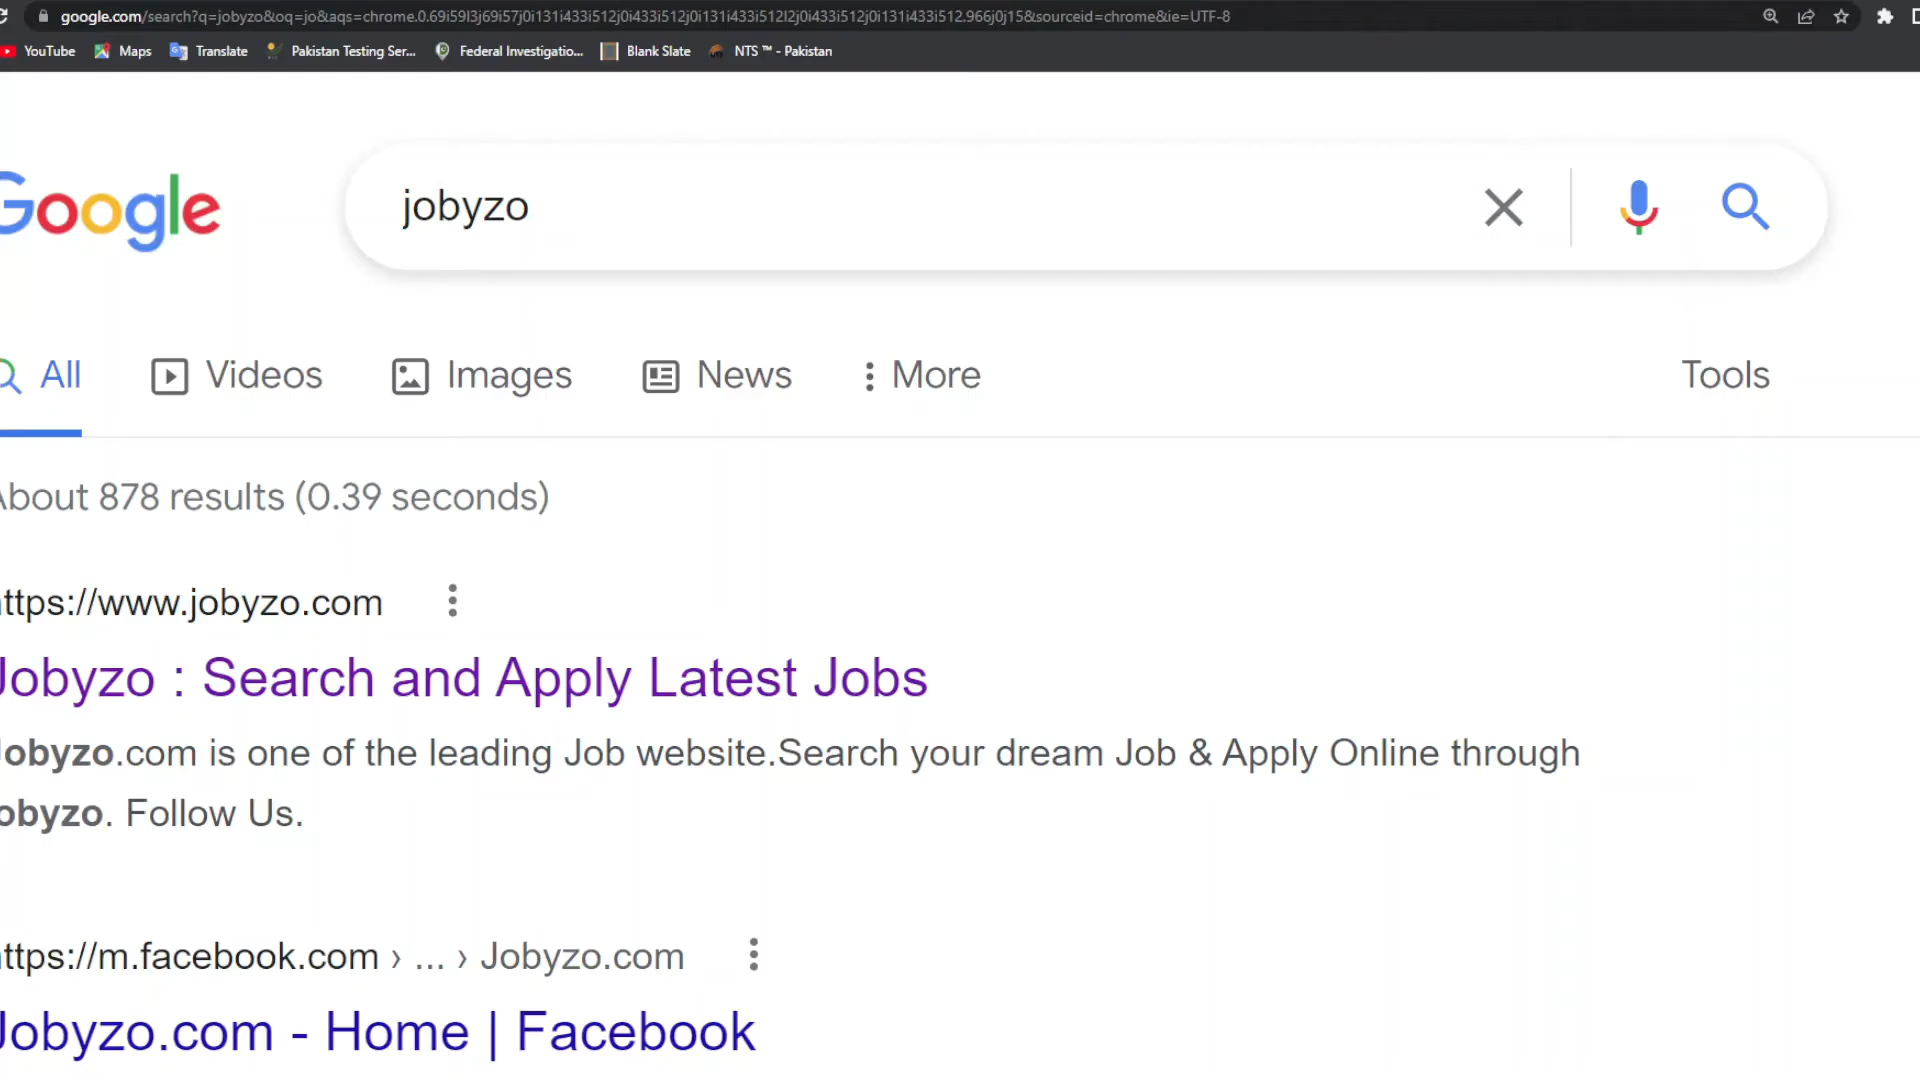 google.com/search?q=jobyzo&oq=jo&aqs=chrome.0.69i59l3j69i57j0i131i433i512j0i433i512j0i131i433i512l2j0i433i512j0i131i433i512.966j0j15&sourceid=chrome&ie=UTF-8
YouTube Maps Translate Pakistan Testing Ser... Federal Investigatio... Blank Slate NTS ™ - Pakistan
Google jobyzo
All Videos Images News More Tools
About 878 results (0.39 seconds)
ttps://www.jobyzo.com
Jobyzo : Search and Apply Latest Jobs
Jobyzo.com is one of the leading Job website.Search your dream Job & Apply Online through
obyzo. Follow Us.
ttps://m.facebook.com › ... › Jobyzo.com
Jobyzo.com - Home | Facebook